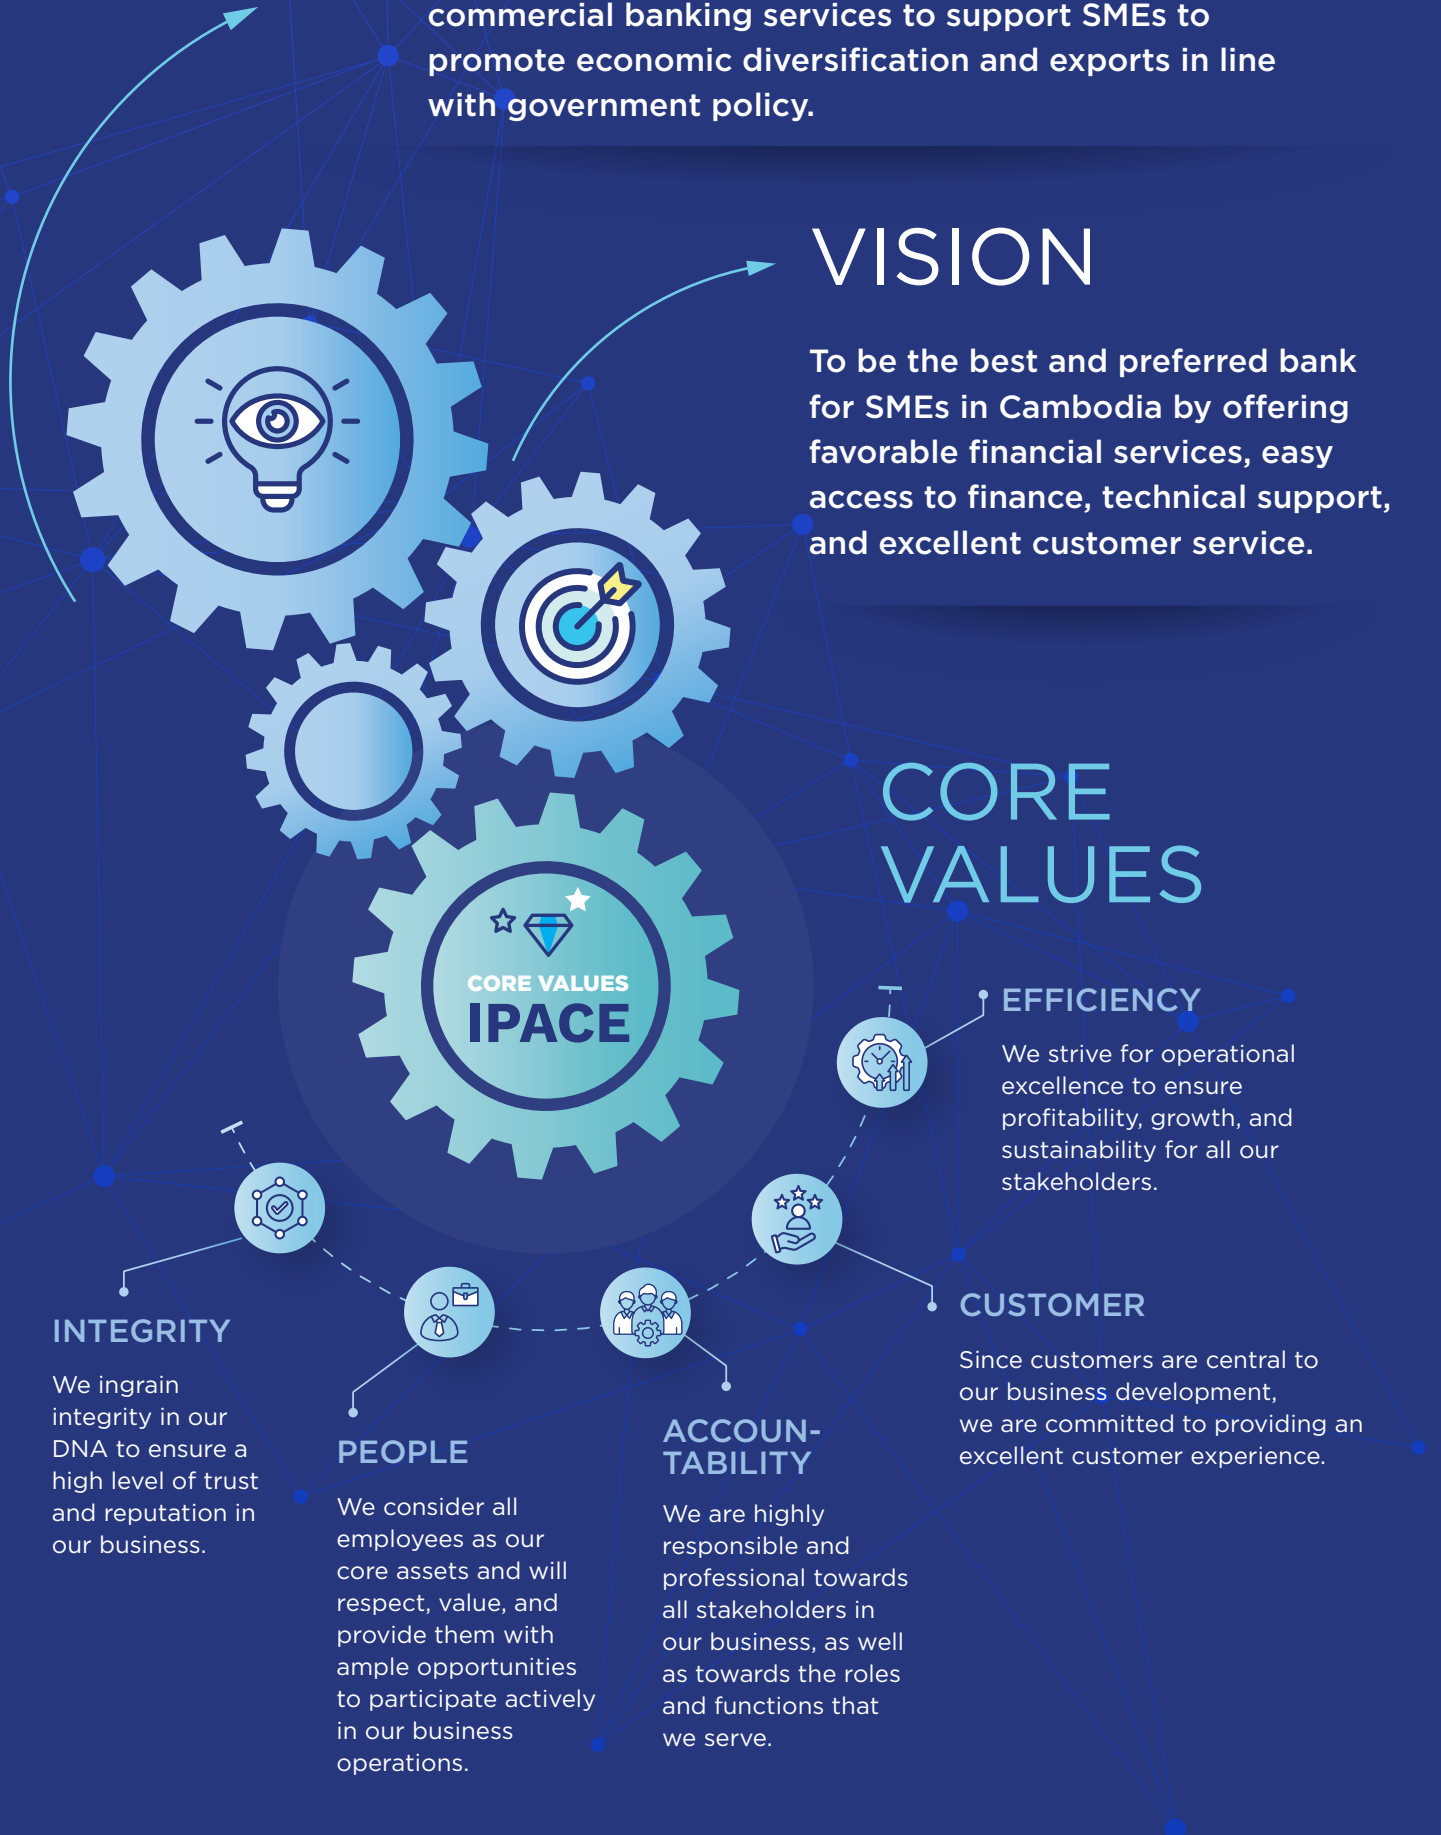 commercial banking services to support SMEs to
promote economic diversification and exports in line
with government policy.
VISION
To be the best and preferred bank
for SMEs in Cambodia by offering
favorable financial services, easy
access to finance, technical support,
and excellent customer service.
CORE
VALUES
CORE VALUES
IPACE
EFFICIENCY
We strive for operational
excellence to ensure
profitability, growth, and
sustainability for all our
stakeholders.
CUSTOMER
Since customers are central to
our business development,
we are committed to providing an
excellent customer experience.
INTEGRITY
We ingrain
integrity in our
DNA to ensure a
high level of trust
and reputation in
our business.
PEOPLE
We consider all
employees as our
core assets and will
respect, value, and
provide them with
ample opportunities
to participate actively
in our business
operations.
ACCOUN-
TABILITY
We are highly
responsible and
professional towards
all stakeholders in
our business, as well
as towards the roles
and functions that
we serve.